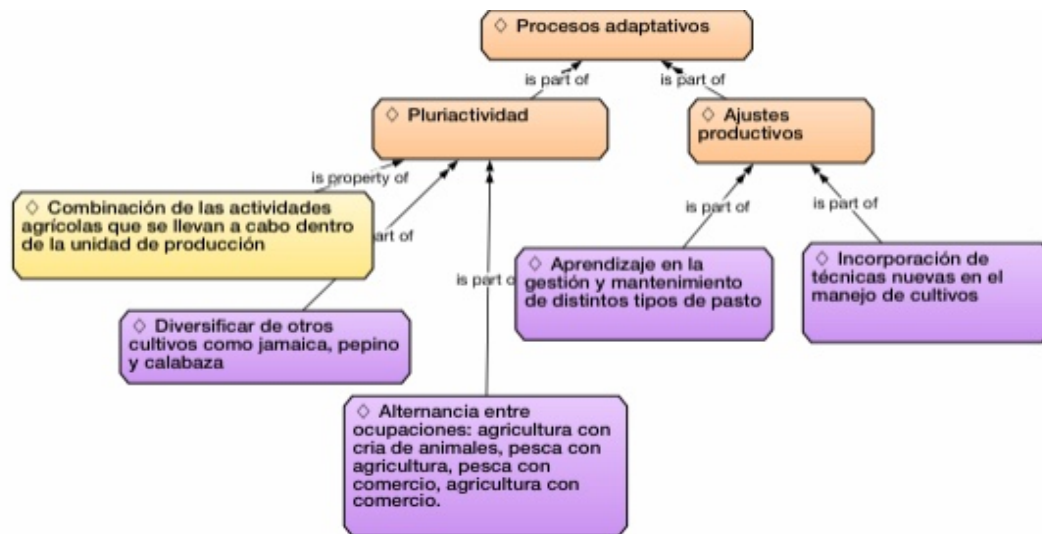 ◇ Procesos adaptativos
is part of
is part of
◇ Pluriactividad
◇ Ajustes
productivos
is property of
◇ Combinación de las actividades
agrícolas que se llevan a cabo dentro
de la unidad de producción
part of
is part of
is part of
is part o
◇ Aprendizaje en la
gestión y mantenimiento
de distintos tipos de pasto
◇ Incorporación de
técnicas nuevas en el
manejo de cultivos
◇ Diversificar de otros
cultivos como jamaica, pepino
y calabaza
◇ Alternancia entre
ocupaciones: agricultura con
cria de animales, pesca con
agricultura, pesca con
comercio, agricultura con
comercio.